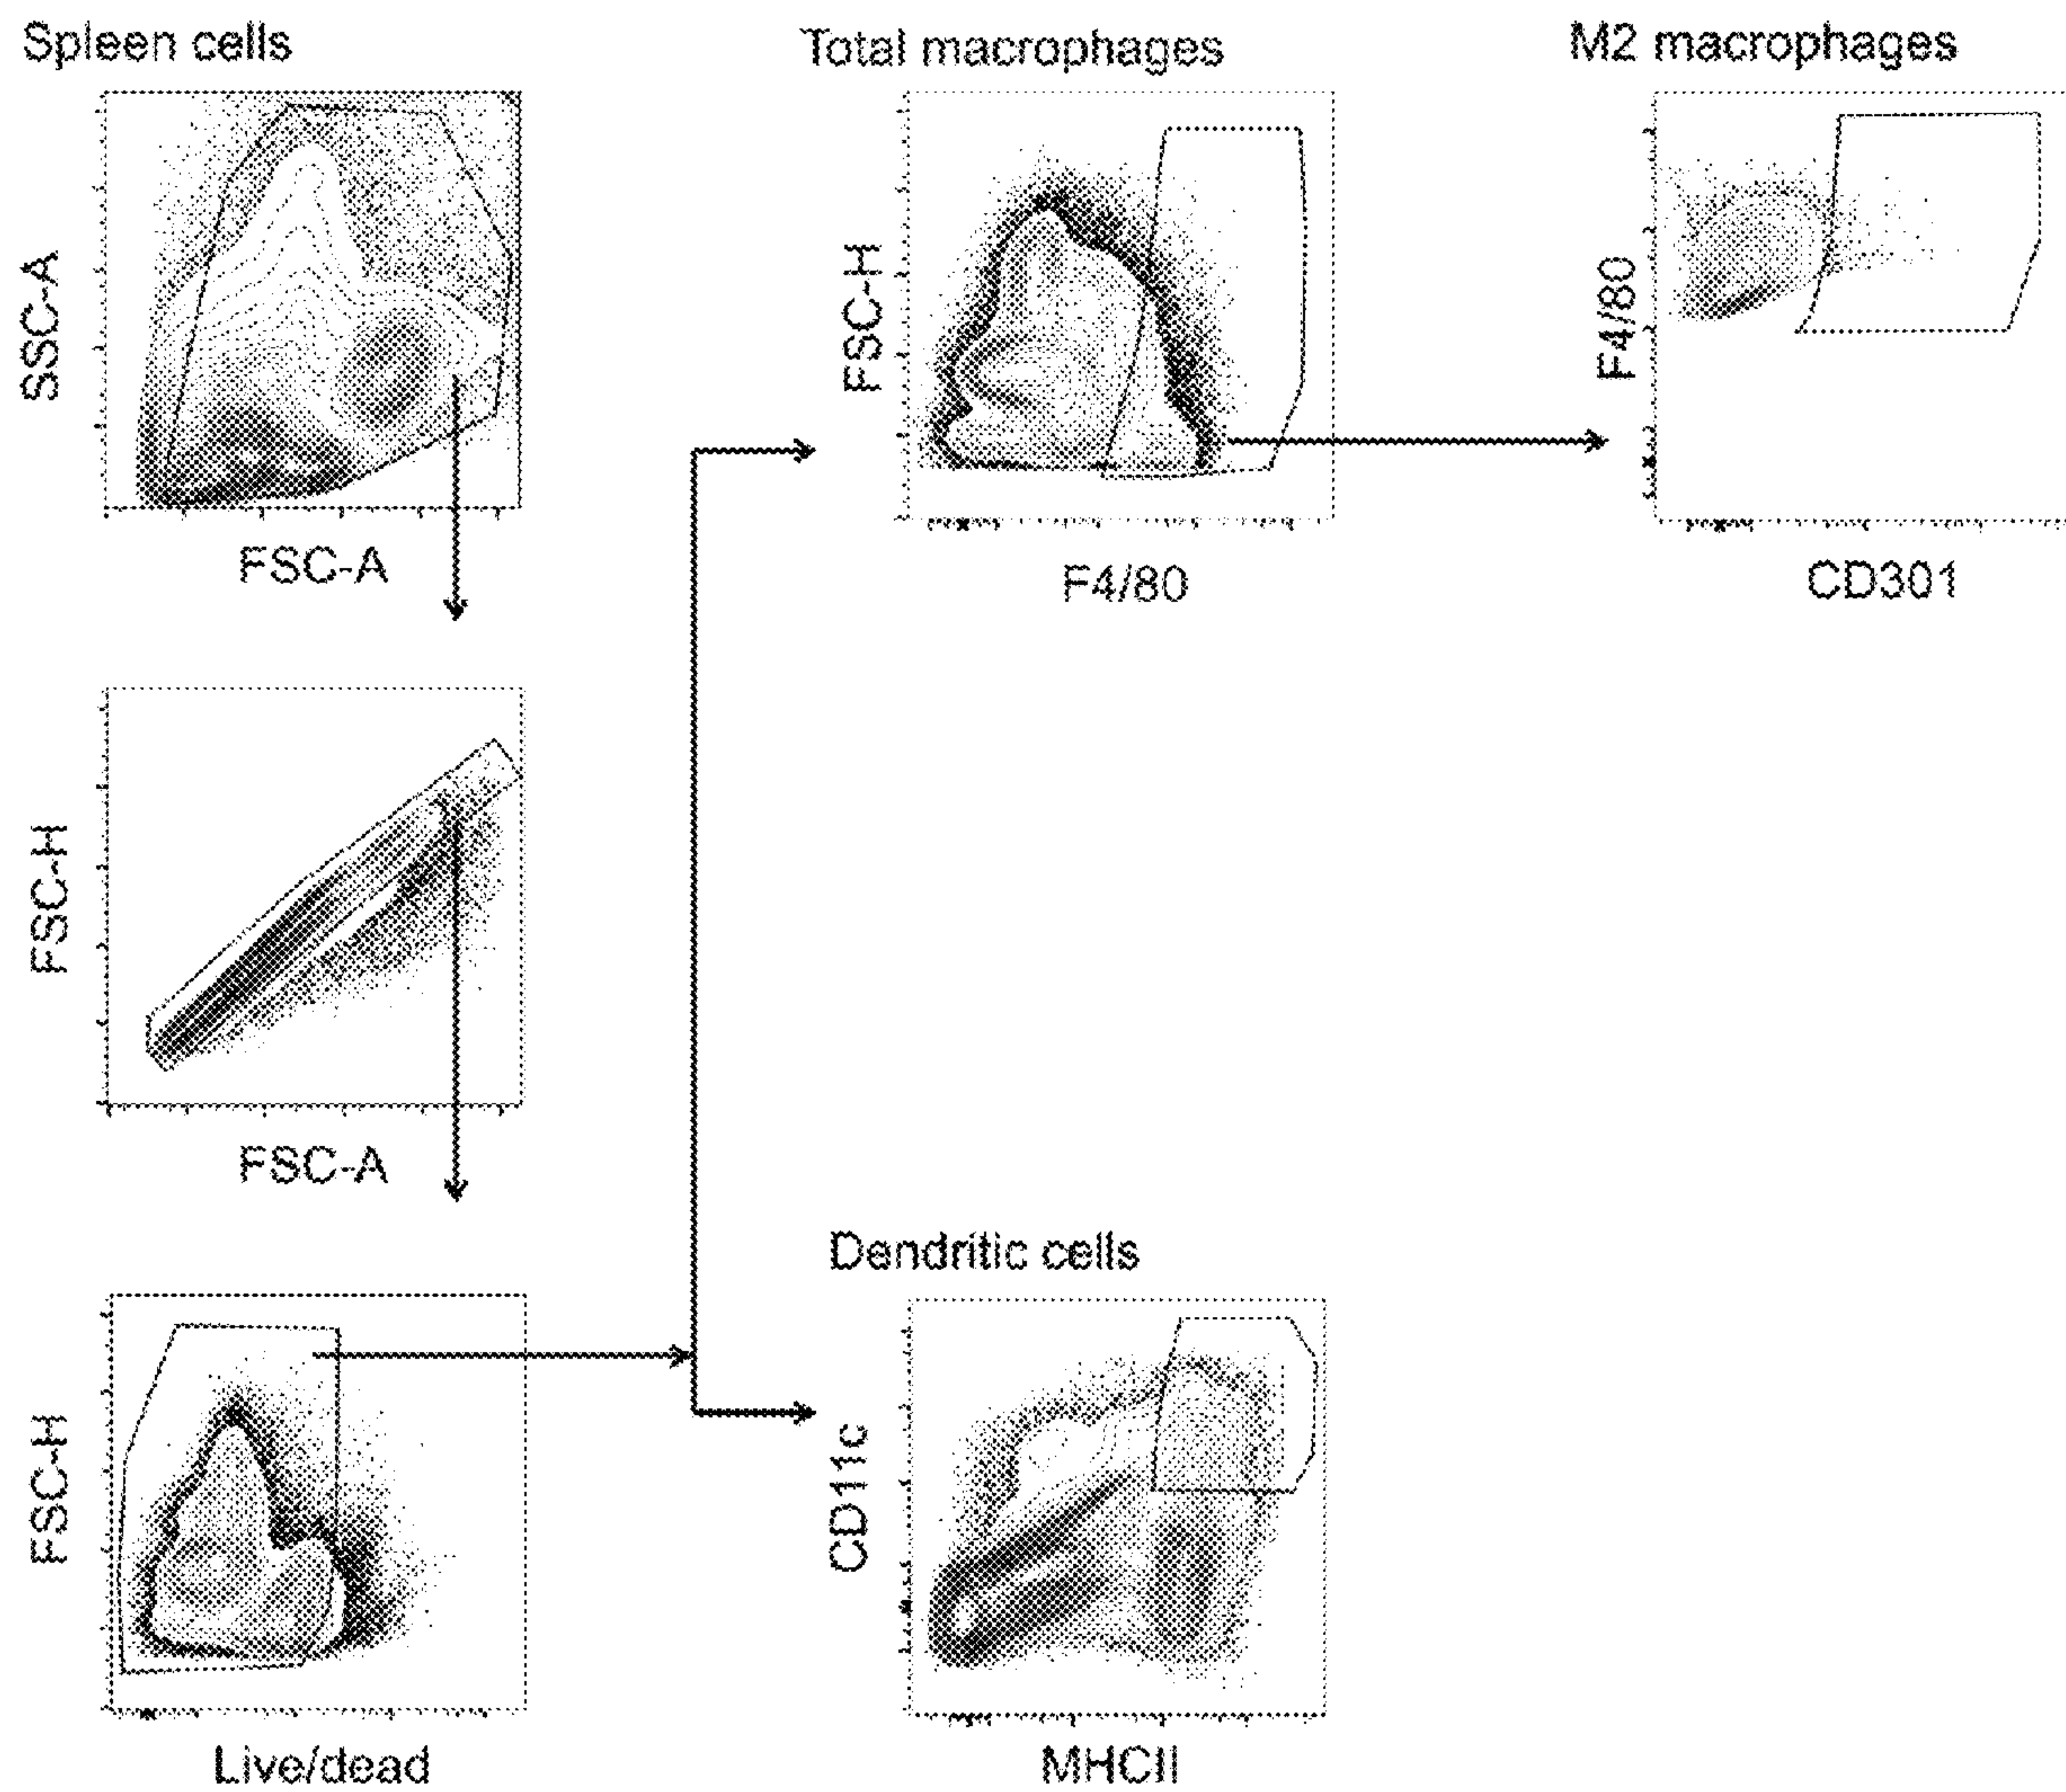 Spleen cells
Total macrophages
M2 macrophages
SSC-A
FSC-A
FSC-H
F4/80
F4/80
CD301
FSC-H
FSC-A
Dendritic cells
FSC-H
Live/dead
CD11c
MHCII